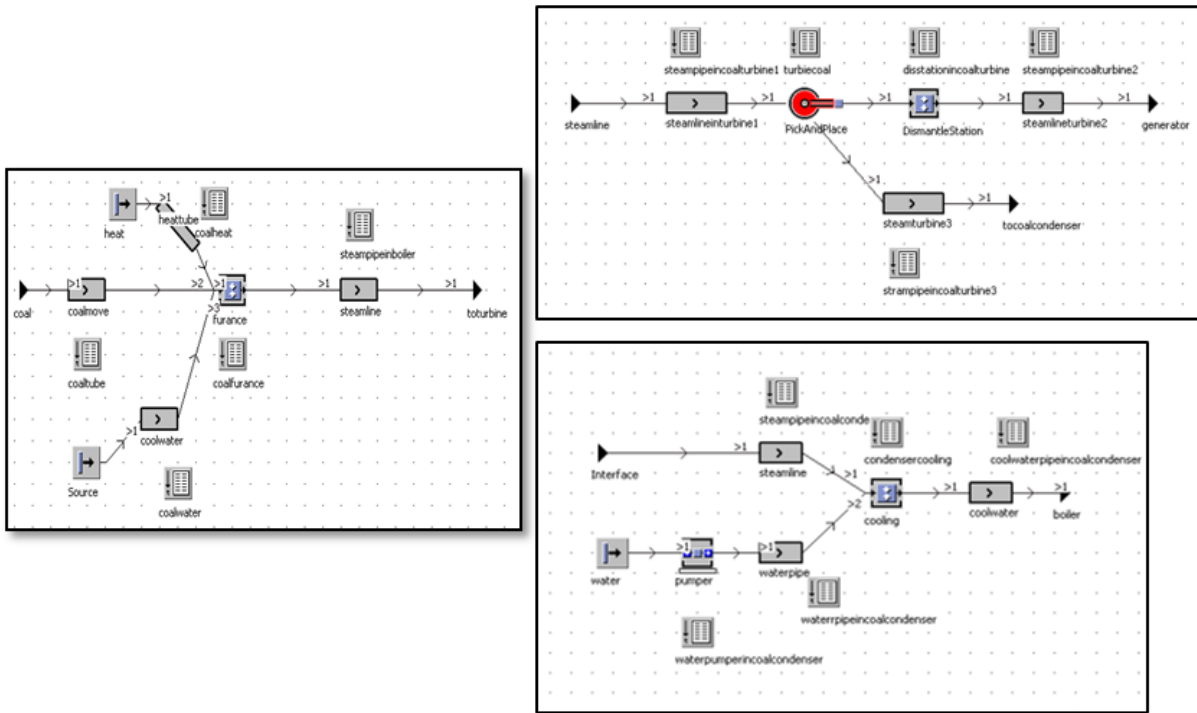 >1
heat
heattube
coalheat
steampipeinboiler
>1
>2
>1
>1
>1
coal
coalmove
furance
steamline
toturbine
>3
coaltube
coalfurance
coolwater
>1
Source
coalwater
steampipeincoalturbine1
turbiecoal
disstationincoalturbine
steampipeincoalturbine2
>1
>1
>1
>1
>1
steamline
steamlineinturbine1
PickAndPlace
DismantleStation
steamlineturbine2
generator
>1
>1
steamturbine3
tocoalcondenser
strampipeincoalturbine3
steampipeincoalconde
condensercooling
coolwaterpipeincoalcondenser
>1
Interface
steamline
>1
>1
>1
>2
cooling
coolwater
boiler
>1
>1
water
pumper
waterpipe
waterrpipeincoalcondenser
waterpumperincoalcondenser